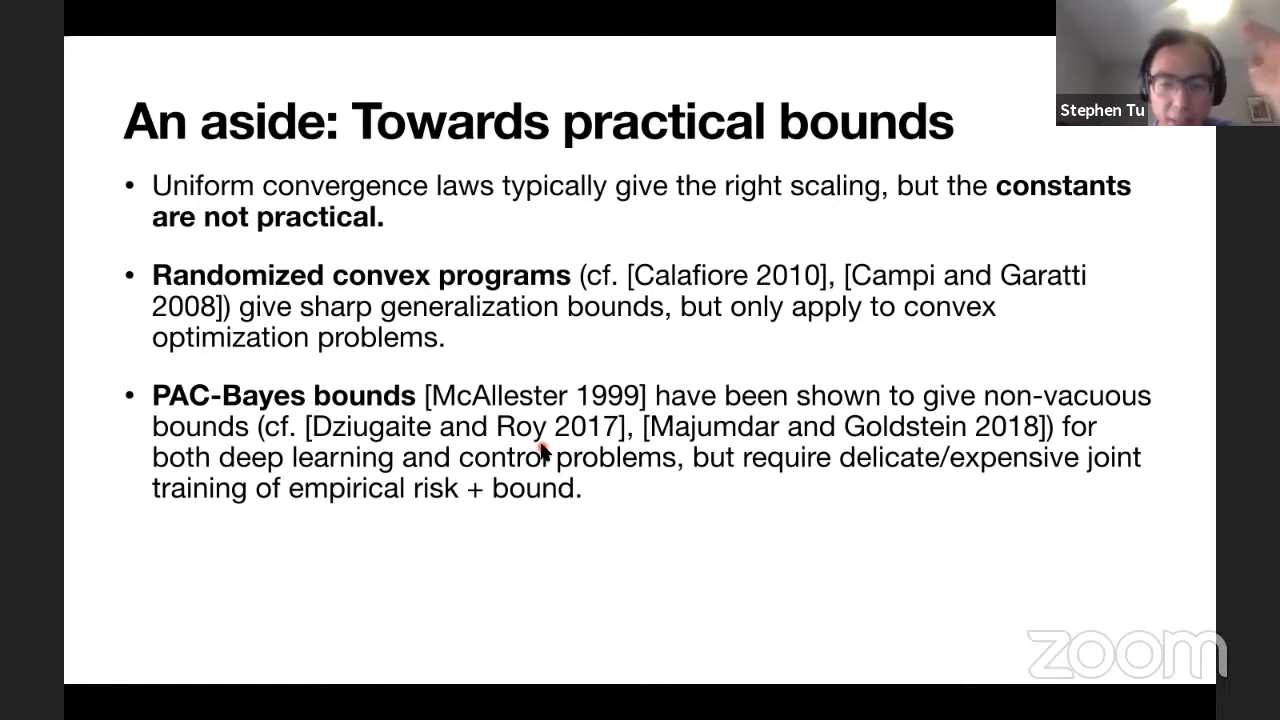 An aside: Towards practical bounds
Stephen Tu
• Uniform convergence laws typically give the right scaling, but the constants
are not practical.
• Randomized convex programs (cf. [Calafiore 2010], [Campi and Garatti
2008]) give sharp generalization bounds, but only apply to convex
optimization problems.
• PAC-Bayes bounds [McAllester 1999] have been shown to give non-vacuous
bounds (cf. [Dziugaite and Roy 2017], [Majumdar and Goldstein 2018]) for
both deep learning and control problems, but require delicate/expensive joint
training of empirical risk + bound.
zoom